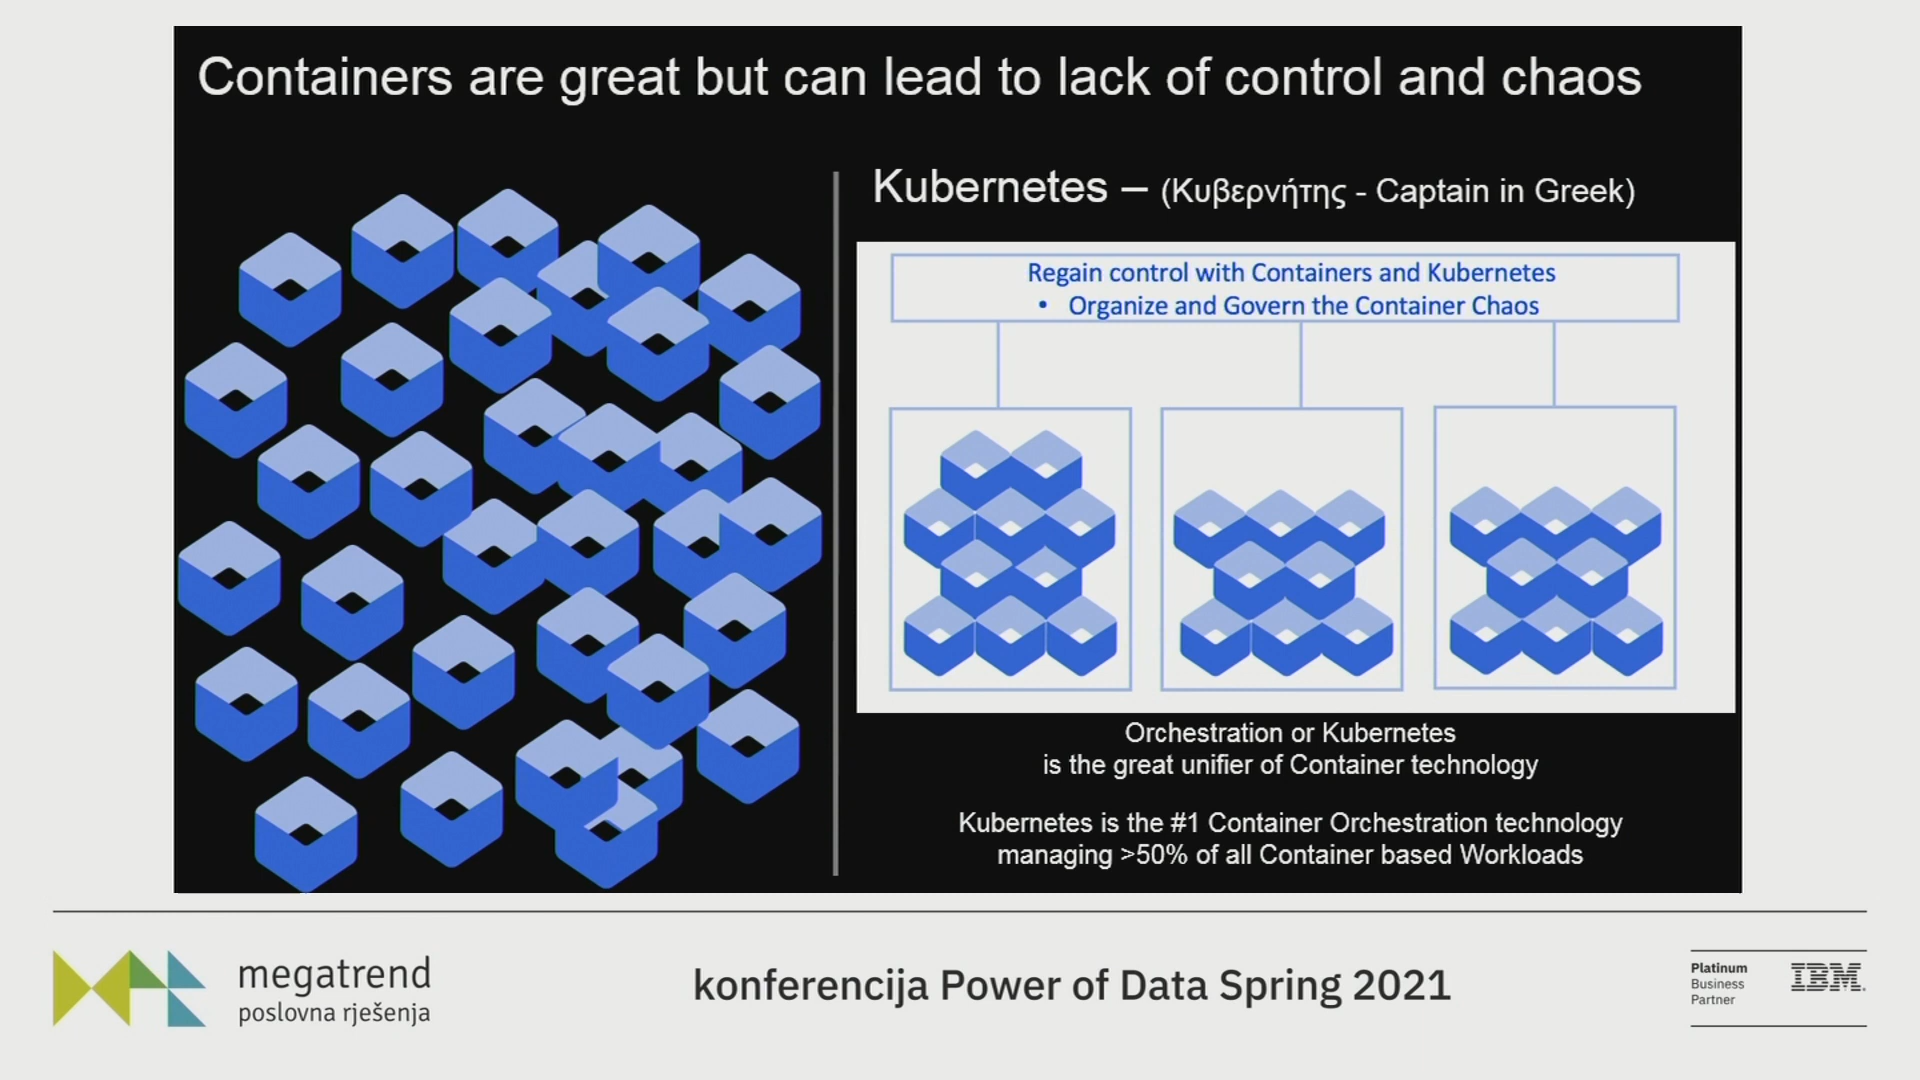 Containers are great but can lead to lack of control and chaos
Kubernetes – (Κυβερνήτης - Captain in Greek)
Regain control with Containers and Kubernetes
• Organize and Govern the Container Chaos
Orchestration or Kubernetes
is the great unifier of Container technology
Kubernetes is the #1 Container Orchestration technology
managing >50% of all Container based Workloads
megatrend
poslovna rješenja
konferencija Power of Data Spring 2021
Platinum
Business
Partner
IBM